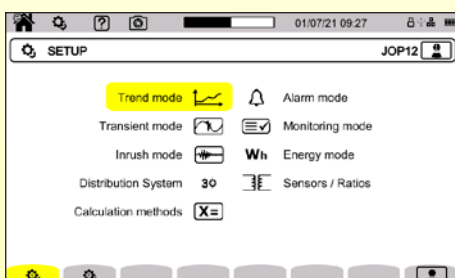 01/07/21 09:27
SETUP JOP12
Trend mode Alarm mode
Transient mode Monitoring mode
Inrush mode Energy mode
Distribution System 3Φ Sensors / Ratios
Calculation methods X=
Wh